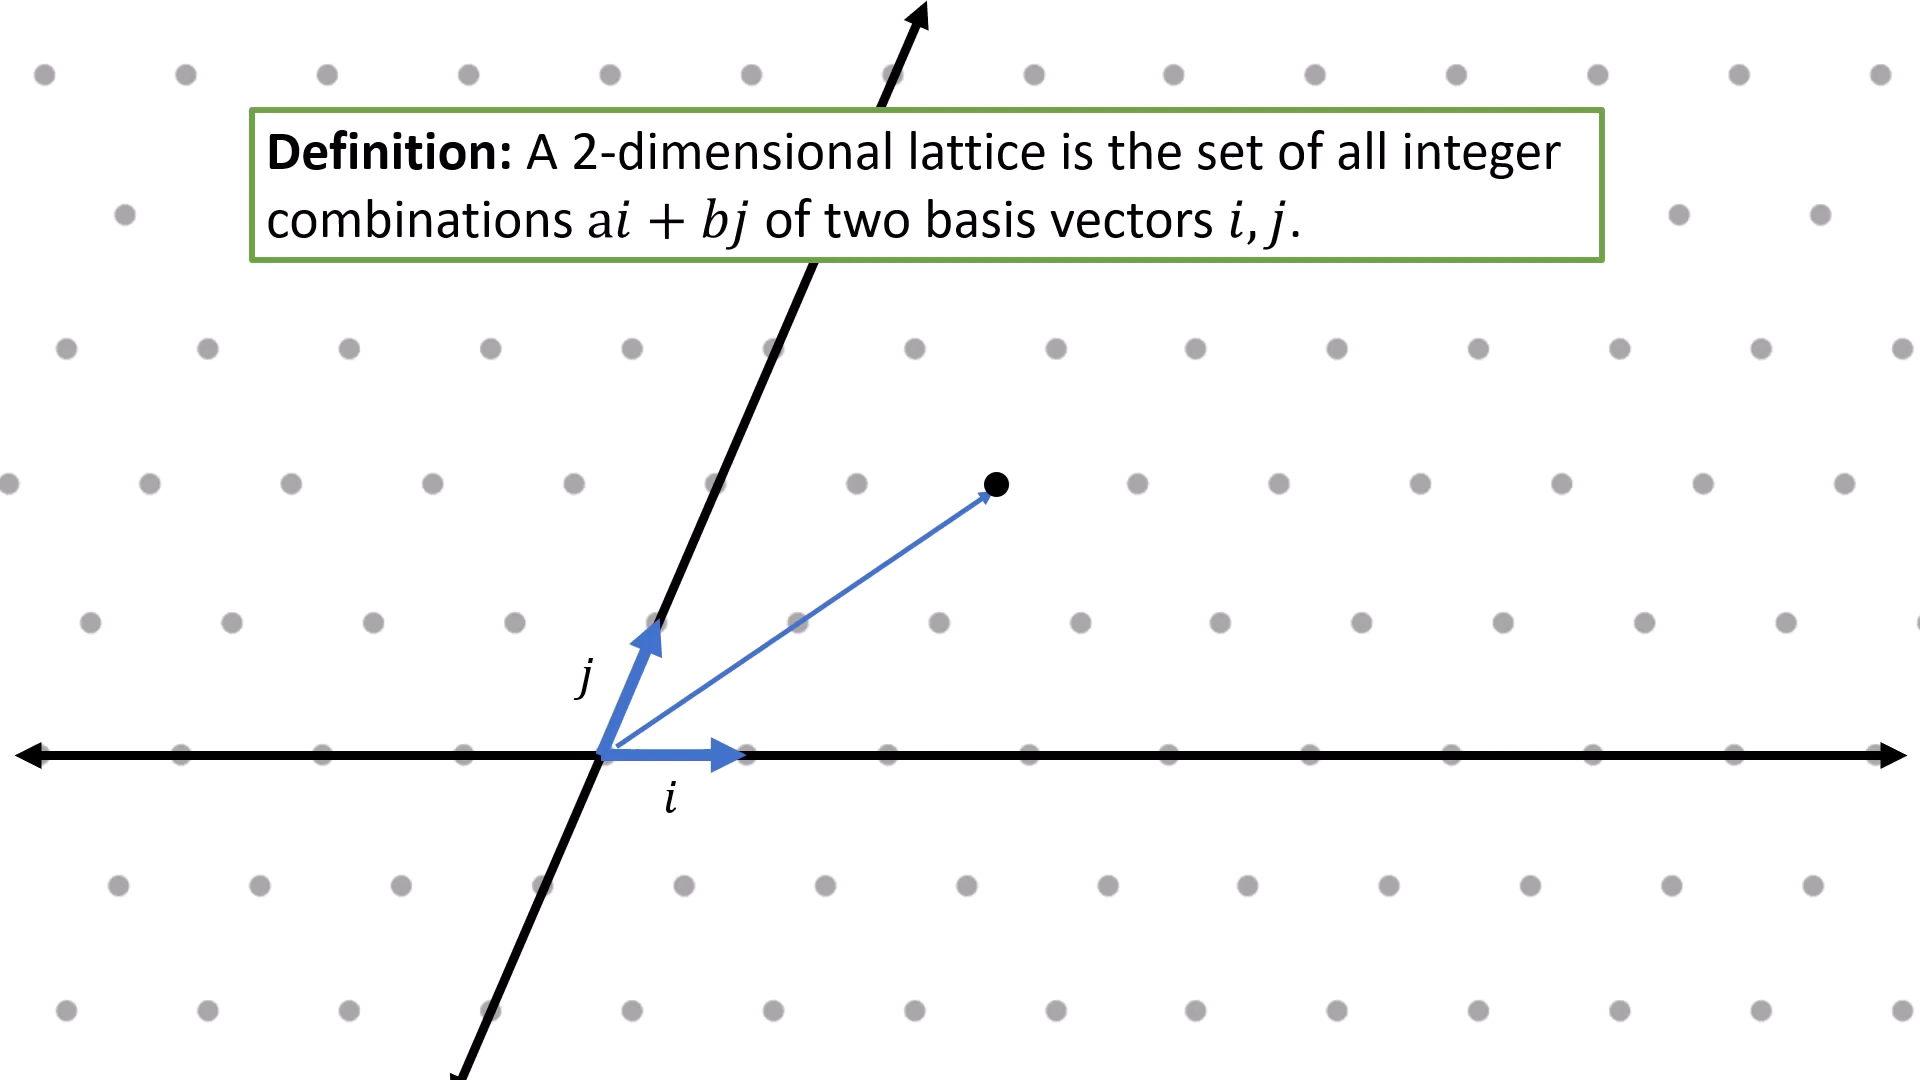 Definition: A 2-dimensional lattice is the set of all integer
combinations ai + bj of two basis vectors i, j.
j
i